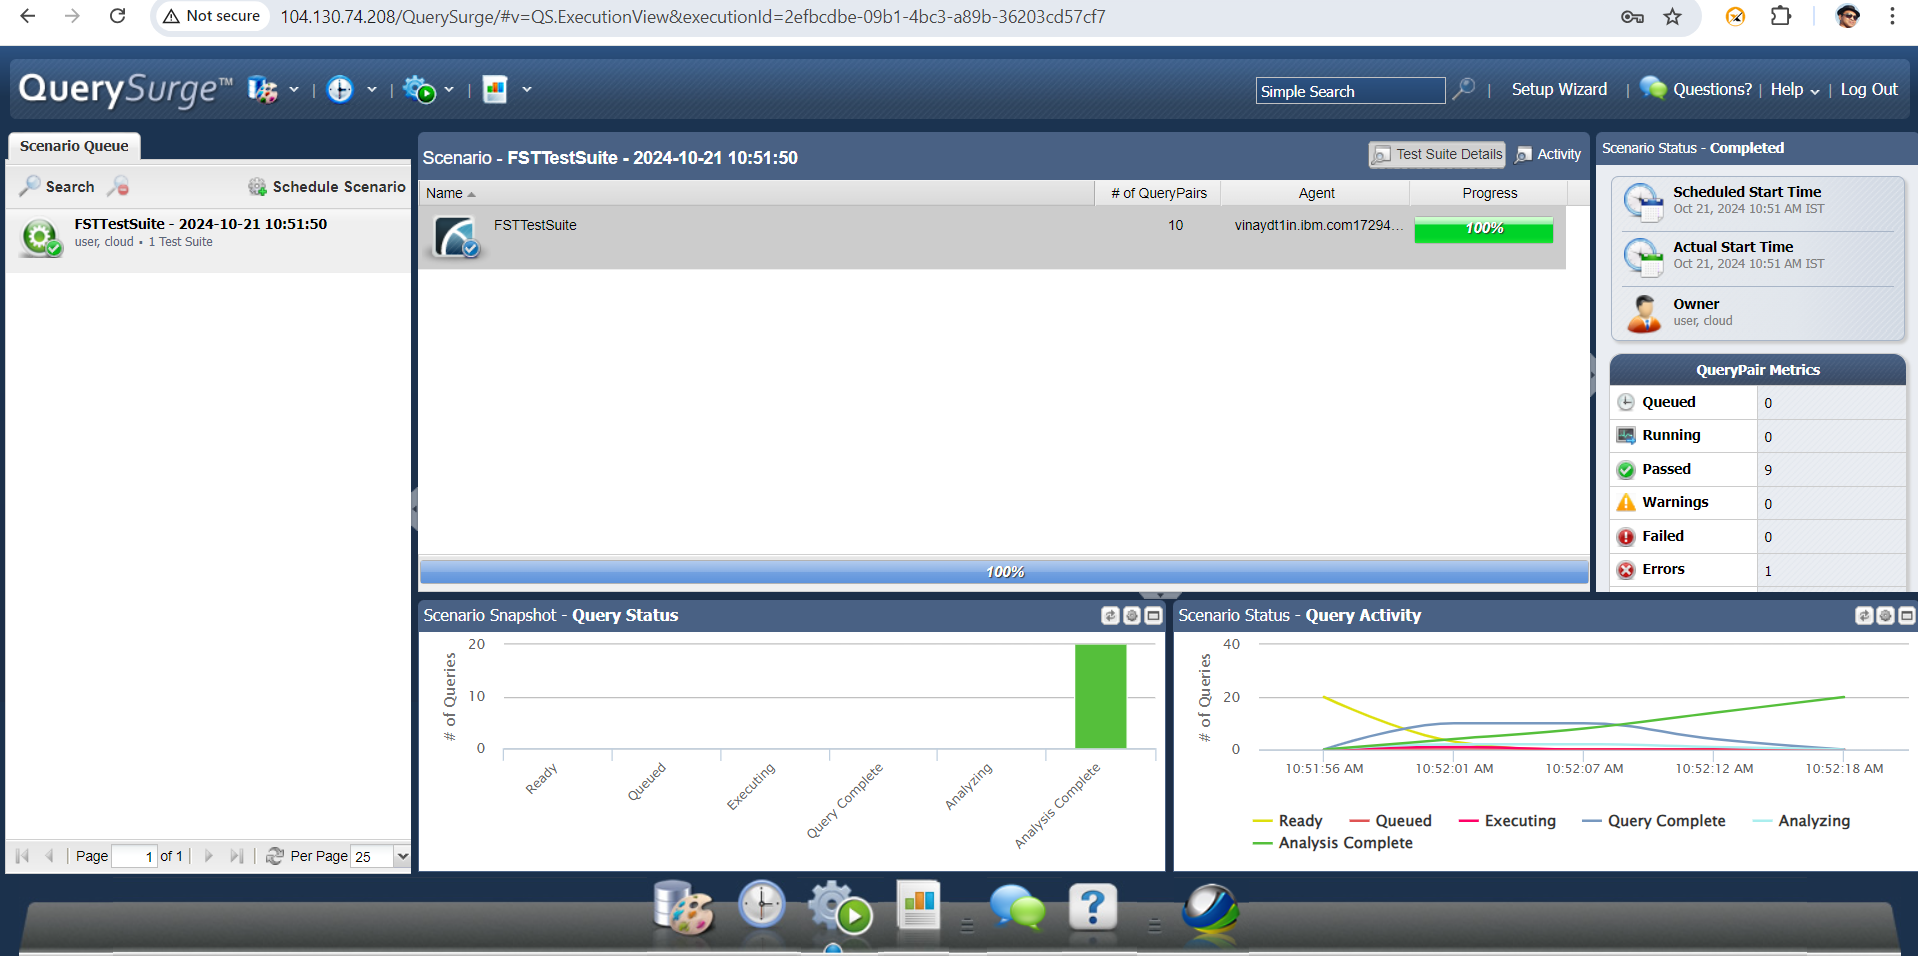 Not secure
104.130.74.208/QuerySurge/#v=QS.ExecutionView&executionId=2efbcdbe-09b1-4bc3-a89b-36203cd57cf7
QuerySurge™
Simple Search
Setup Wizard
Questions?
Help
Log Out
Scenario Queue
Search
Schedule Scenario
FSTTestSuite - 2024-10-21 10:51:50
user, cloud • 1 Test Suite
Page 1 of 1
Per Page 25
Scenario - FSTTestSuite - 2024-10-21 10:51:50
Test Suite Details
Activity
Name # of QueryPairs Agent Progress
FSTTestSuite 10 vinaydt1in.ibm.com17294... 100%
100%
Scenario Status - Completed
Scheduled Start Time
Oct 21, 2024 10:51 AM IST
Actual Start Time
Oct 21, 2024 10:51 AM IST
Owner
user, cloud
QueryPair Metrics
Queued 0
Running 0
Passed 9
Warnings 0
Failed 0
Errors 1
Scenario Snapshot - Query Status
# of Queries
20
10
0
Ready
Queued
Executing
Query Complete
Analyzing
Analysis Complete
Scenario Status - Query Activity
# of Queries
40
20
0
10:51:56 AM 10:52:01 AM 10:52:07 AM 10:52:12 AM 10:52:18 AM
Ready Queued Executing Query Complete Analyzing
Analysis Complete